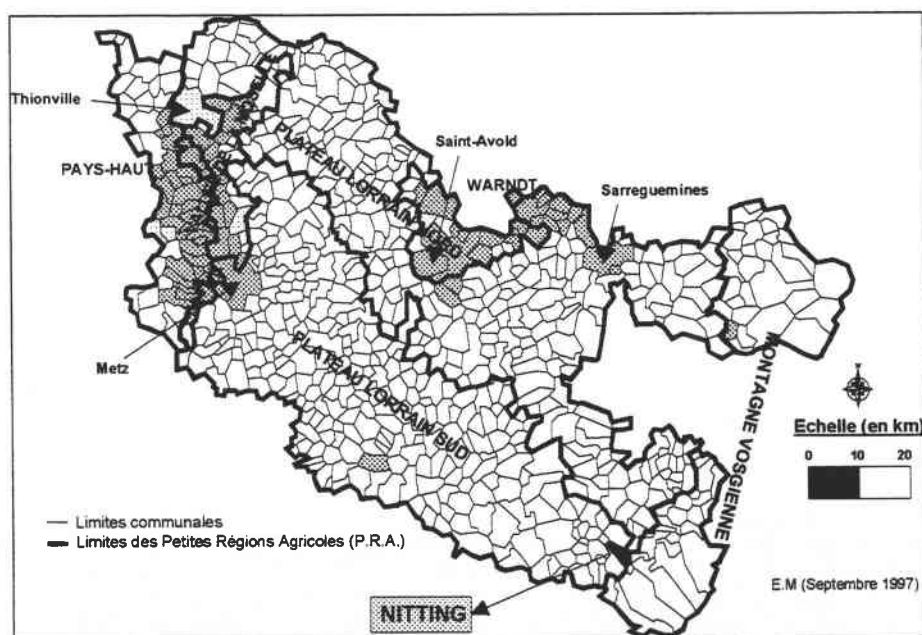 Thionville
Saint-Avold
PAYS-HAUT
PLATEAU LORRAIN NORD
WARNDT
Sarreguemines
Metz
PLATEAU LORRAIN SUD
MONTAGNE VOSGIENNE
Echelle (en km)
0 10 20
Limites communales
Limites des Petites Régions Agricoles (P.R.A.)
E.M (Septembre 1997)
NITTING